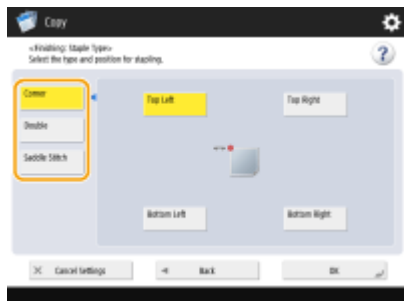 Copy
<Finishing: Staple Type>
Select the type and position for stapling.
Corner
Top Left
Top Right
Double
Saddle Stitch
Bottom Left
Bottom Right
Cancel Settings
Back
OK